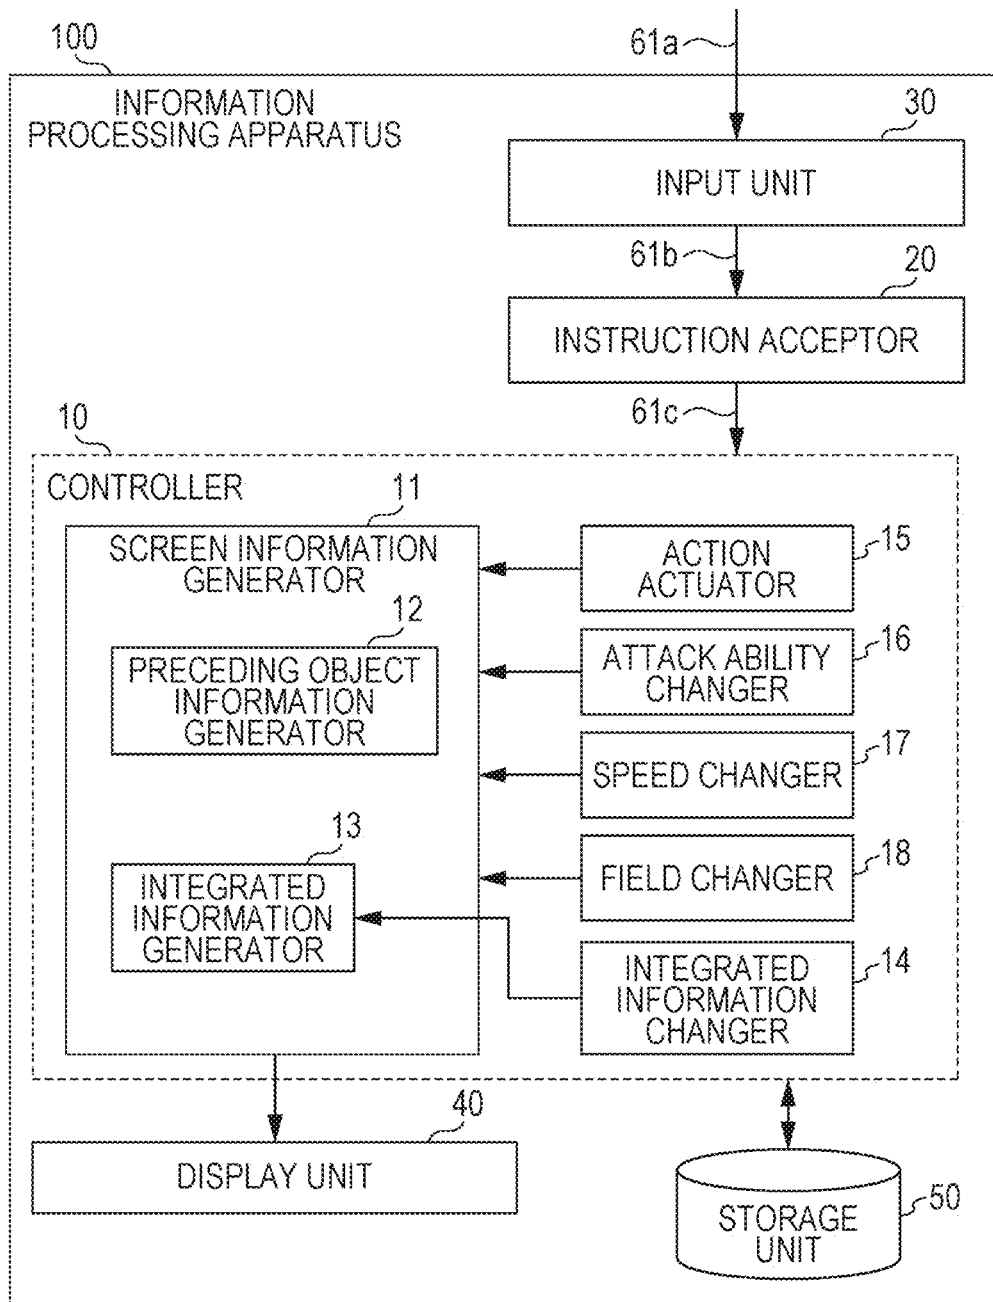 100
INFORMATION
PROCESSING APPARATUS
61a
30
INPUT UNIT
61b
20
INSTRUCTION ACCEPTOR
61c
10
CONTROLLER
11
SCREEN INFORMATION
GENERATOR
12
PRECEDING OBJECT
INFORMATION
GENERATOR
13
INTEGRATED
INFORMATION
GENERATOR
ACTION
ACTUATOR
15
ATTACK ABILITY
CHANGER
16
SPEED CHANGER
17
FIELD CHANGER
18
INTEGRATED
INFORMATION
CHANGER
14
40
DISPLAY UNIT
STORAGE
UNIT
50